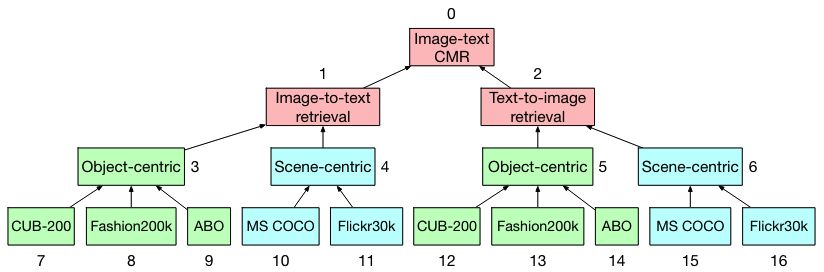 0
Image-text
CMR
1
2
Image-to-text
retrieval
Text-to-image
retrieval
Object-centric 3
Scene-centric 4
Object-centric 5
Scene-centric 6
CUB-200 Fashion200k ABO MS COCO Flickr30k CUB-200 Fashion200k ABO MS COCO Flickr30k
7 8 9 10 11 12 13 14 15 16